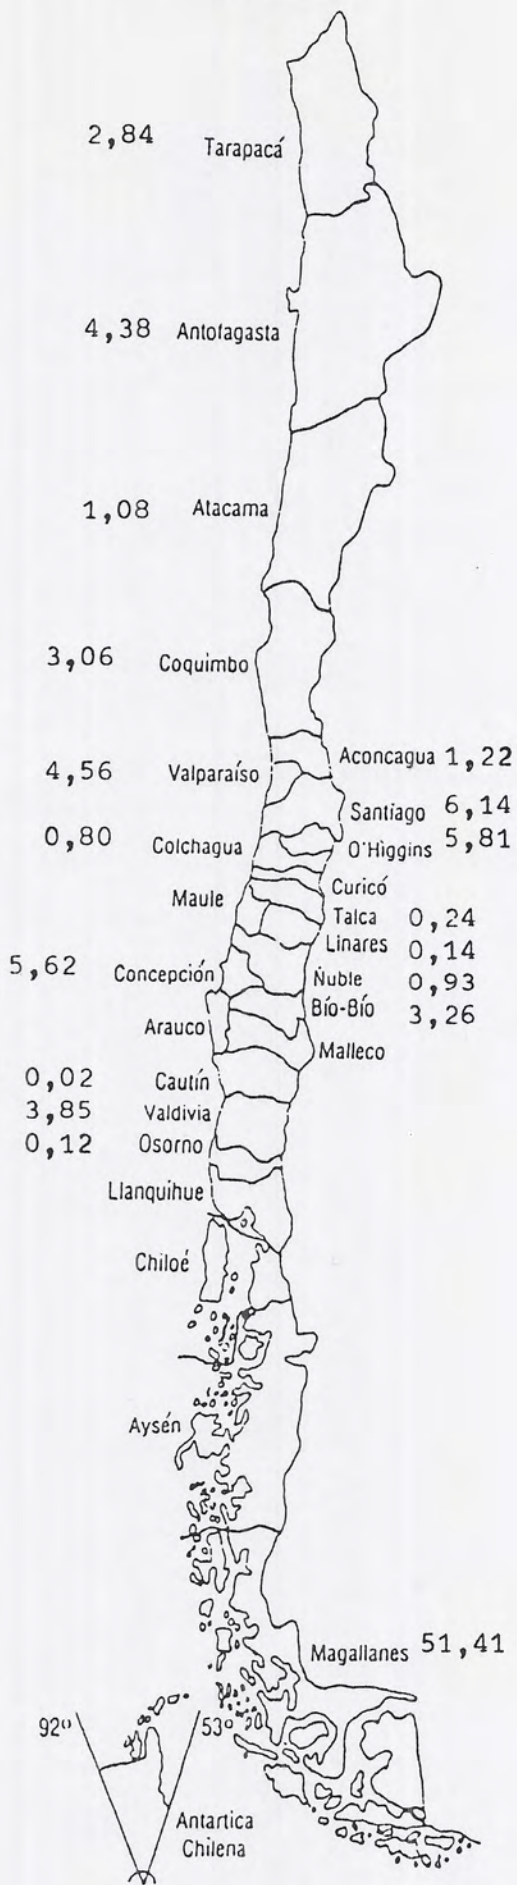 2,84 Tarapacá
4,38 Antofagasta
1,08 Atacama
3,06 Coquimbo
Aconcagua 1,22
4,56 Valparaíso
Santiago 6,14
0,80 Colchagua
O'Higgins 5,81
Curicó
Maule
Talca 0,24
Linares 0,14
5,62 Concepción
Ñuble 0,93
Bío-Bío 3,26
Arauco
Malleco
0,02 Cautín
3,85 Valdivia
0,12 Osorno
Llanquihue
Chiloé
Aysén
Magallanes 51,41
92º 53º
Antartica
Chilena